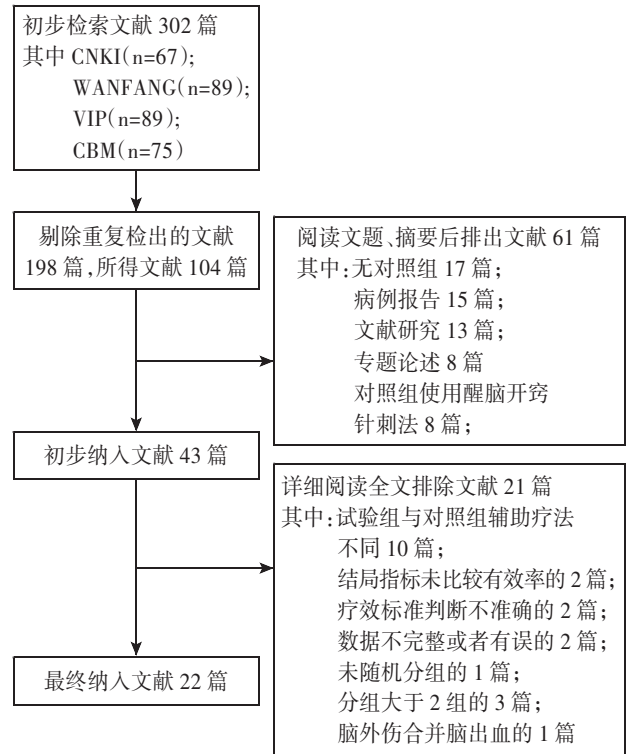 初步检索文献 302 篇
其中 CNKI(n=67);
WANFANG(n=89);
VIP(n=89);
CBM(n=75)
剔除重复检出的文献
198 篇,所得文献 104 篇
阅读文题、摘要后排出文献 61 篇
其中:无对照组 17 篇;
病例报告 15 篇;
文献研究 13 篇;
专题论述 8 篇
对照组使用醒脑开窍
针刺法 8 篇;
初步纳入文献 43 篇
详细阅读全文排除文献 21 篇
其中:试验组与对照组辅助疗法
不同 10 篇;
结局指标未比较有效率的 2 篇;
疗效标准判断不准确的 2 篇;
数据不完整或者有误的 2 篇;
未随机分组的 1 篇;
分组大于 2 组的 3 篇;
脑外伤合并脑出血的 1 篇
最终纳入文献 22 篇